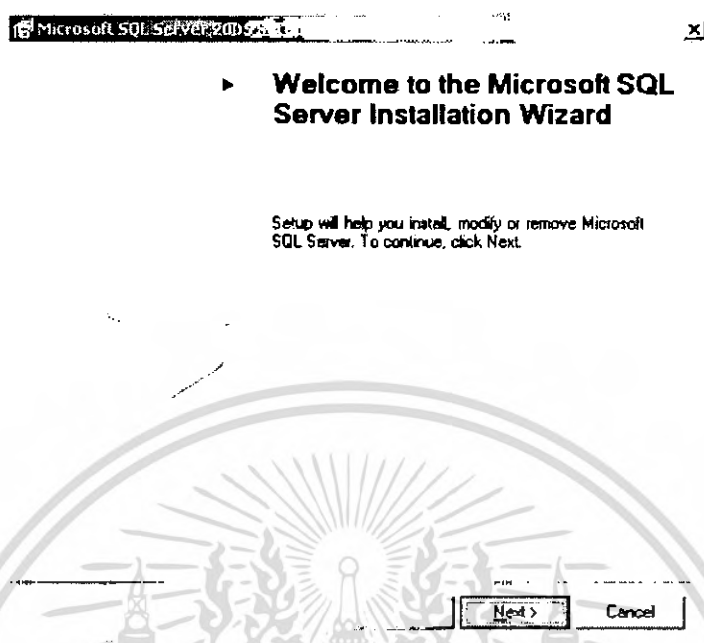 Microsoft SQL Server 2005
Welcome to the Microsoft SQL
Server Installation Wizard
Setup will help you install, modify or remove Microsoft
SQL Server. To continue, click Next.
Next >
Cancel